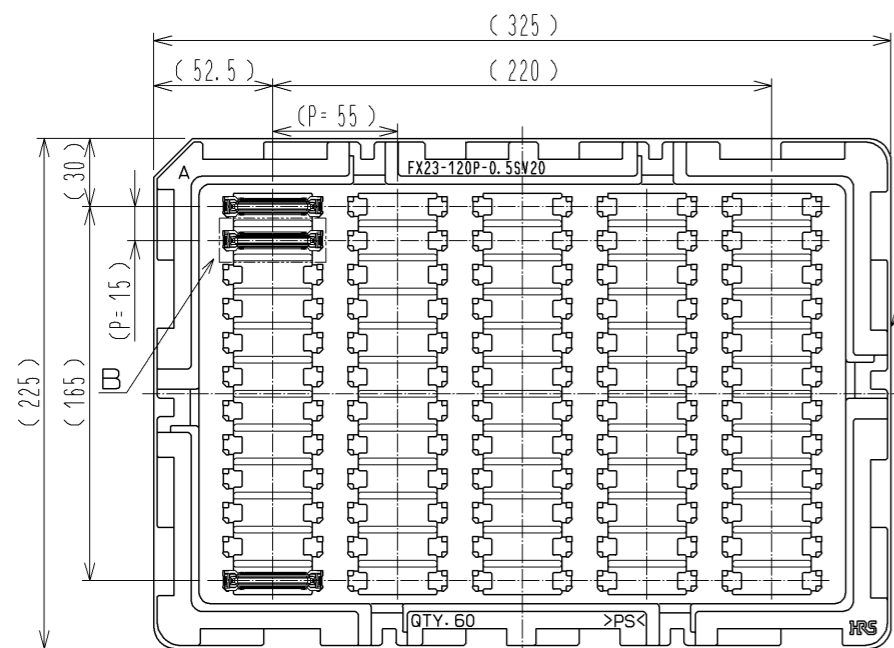 ( 325 )
( 52.5 )
( 220 )
(P= 55 )
( 30 )
A
FX23-120P-0.5SV20
(P= 15 )
B
( 225 )
( 165 )
QTY. 60
>PS<
HRS